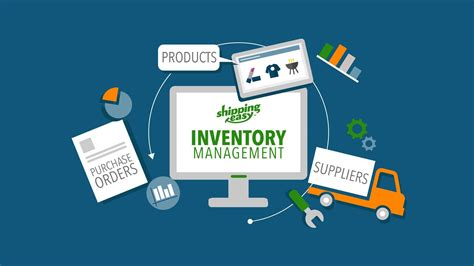 PRODUCTS
shipping
easy
INVENTORY
MANAGEMENT
PURCHASE
ORDERS
SUPPLIERS